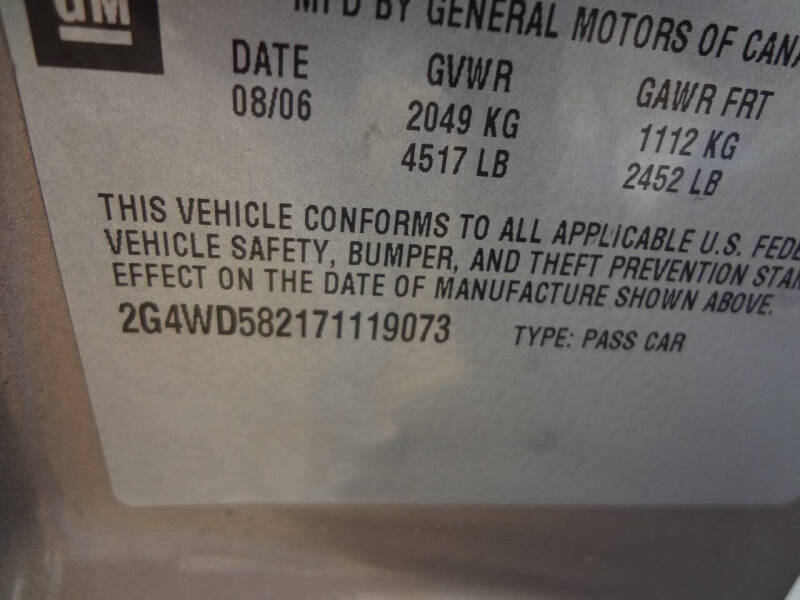 GM
MFD BY GENERAL MOTORS OF CANA
DATE GVWR GAWR FRT
08/06 2049 KG 1112 KG
4517 LB 2452 LB
THIS VEHICLE CONFORMS TO ALL APPLICABLE U.S. FEDE
VEHICLE SAFETY, BUMPER, AND THEFT PREVENTION STAN
EFFECT ON THE DATE OF MANUFACTURE SHOWN ABOVE.
2G4WD582171119073 TYPE: PASS CAR